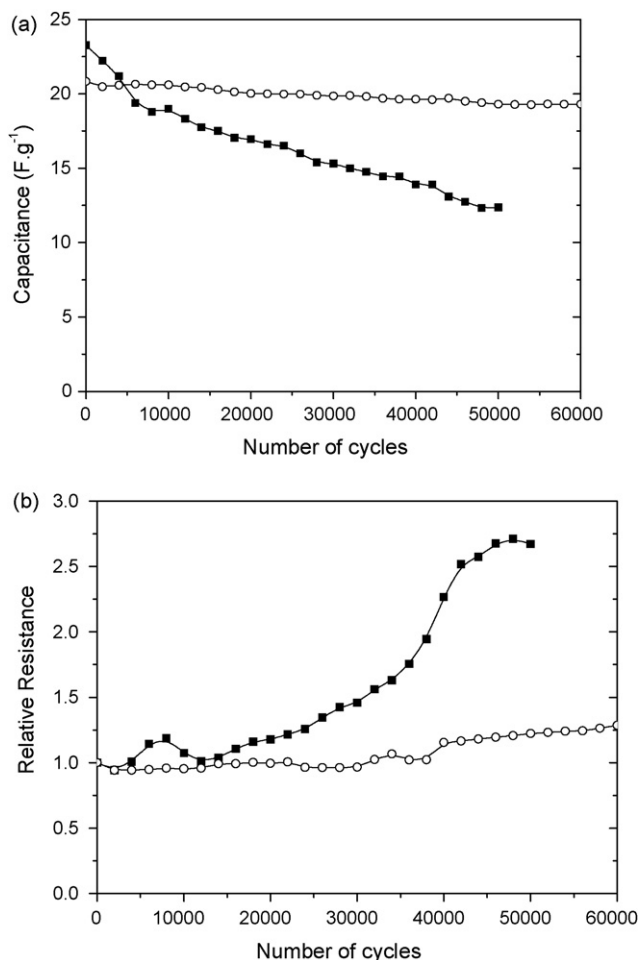 (a)
25
20
15
10
5
0
Capacitance (F.g⁻¹)
0 10000 20000 30000 40000 50000 60000
Number of cycles
(b)
3.0
2.5
2.0
1.5
1.0
0.5
0.0
Relative Resistance
0 10000 20000 30000 40000 50000 60000
Number of cycles